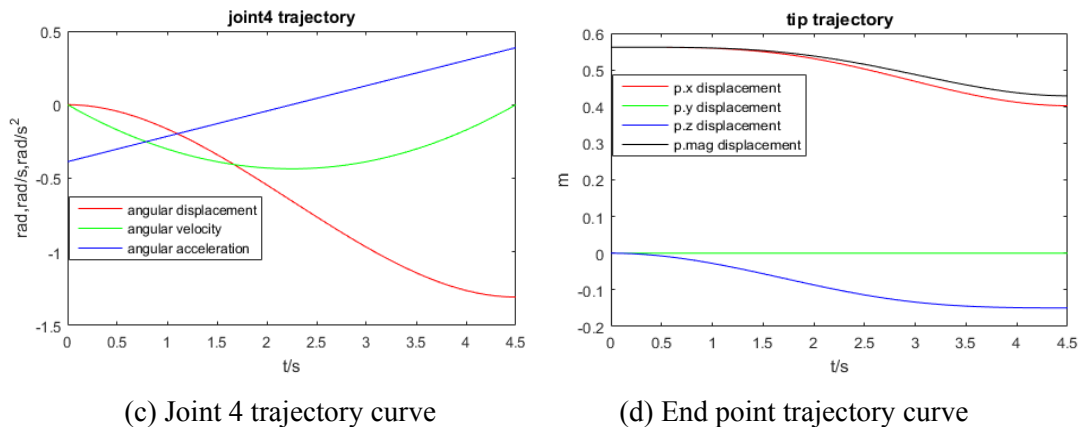 joint4 trajectory
rad,rad/s,rad/s²
0.5
0
-0.5
-1
-1.5
angular displacement
angular velocity
angular acceleration
0 0.5 1 1.5 2 2.5 3 3.5 4 4.5
t/s
(c) Joint 4 trajectory curve
tip trajectory
m
0.6
0.5
0.4
0.3
0.2
0.1
0
-0.1
-0.2
p.x displacement
p.y displacement
p.z displacement
p.mag displacement
0 0.5 1 1.5 2 2.5 3 3.5 4 4.5
t/s
(d) End point trajectory curve